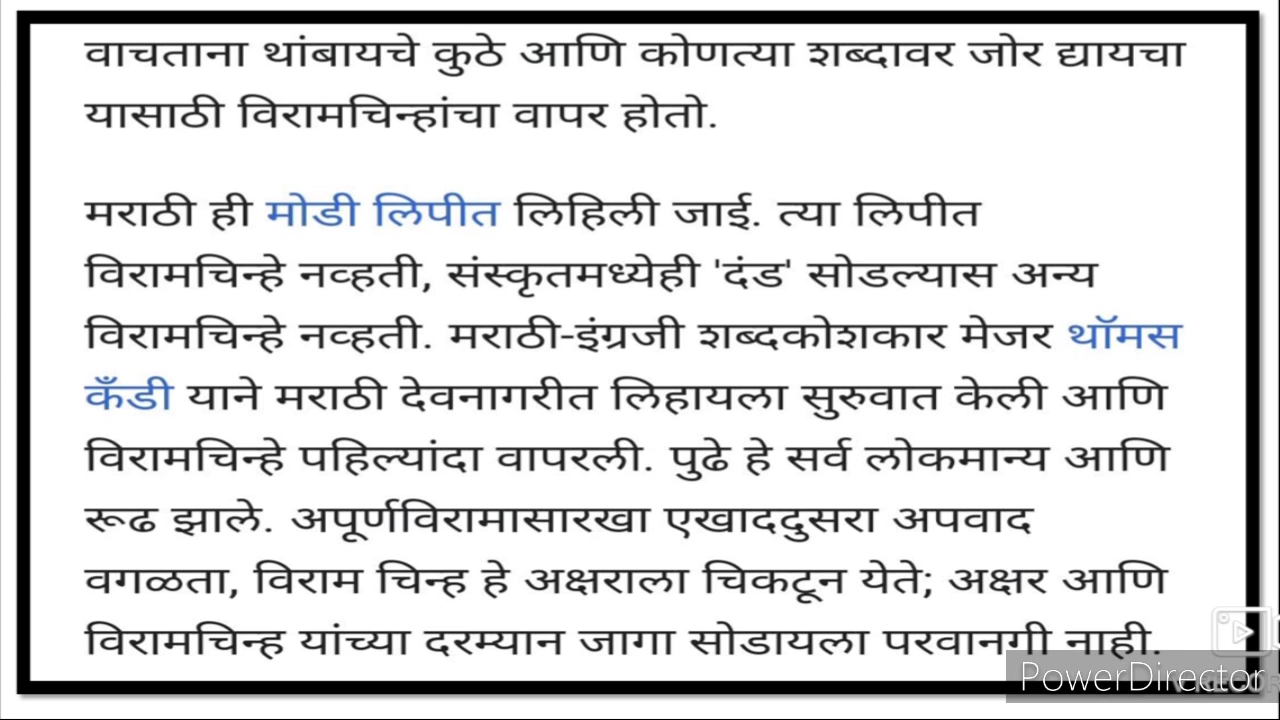 वाचताना थांबायचे कुठे आणि कोणत्या शब्दावर जोर द्यायचा
यासाठी विरामचिन्हांचा वापर होतो.
मराठी ही मोडी लिपीत लिहिली जाई. त्या लिपीत
विरामचिन्हे नव्हती, संस्कृतमध्येही 'दंड' सोडल्यास अन्य
विरामचिन्हे नव्हती. मराठी-इंग्रजी शब्दकोशकार मेजर थॉमस
कँडी याने मराठी देवनागरीत लिहायला सुरुवात केली आणि
विरामचिन्हे पहिल्यांदा वापरली. पुढे हे सर्व लोकमान्य आणि
रूढ झाले. अपूर्णविरामासारखा एखाददुसरा अपवाद
वगळता, विराम चिन्ह हे अक्षराला चिकटून येते; अक्षर आणि
विरामचिन्ह यांच्या दरम्यान जागा सोडायला परवानगी नाही.
PowerDirector